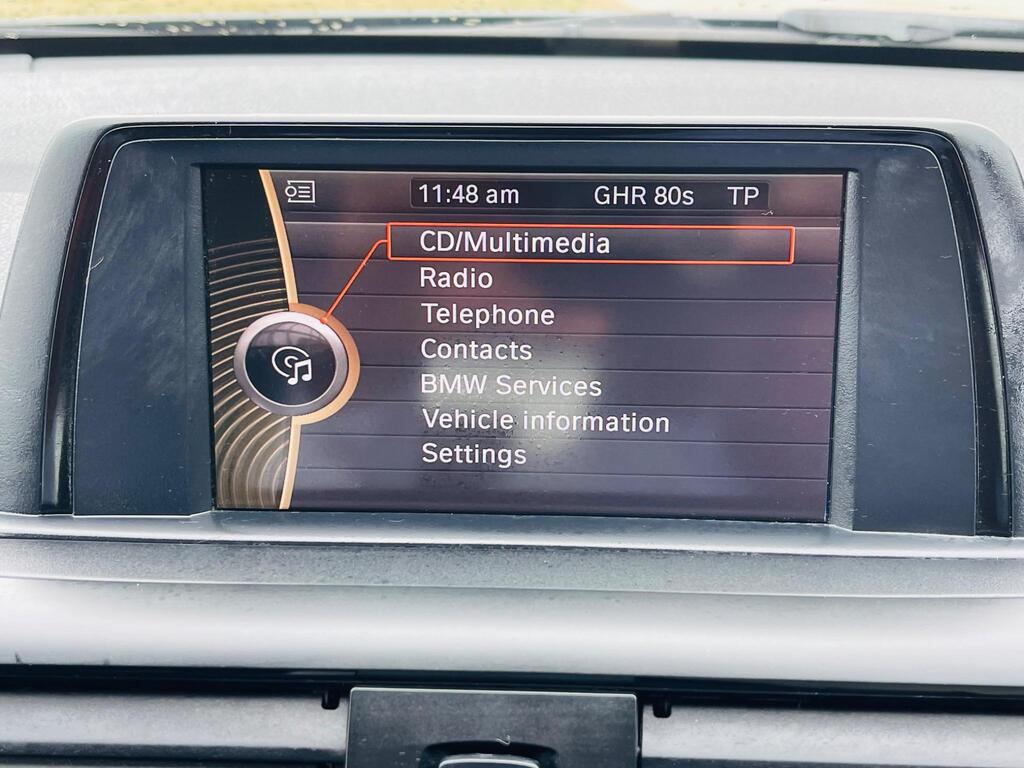 11:48 am GHR 80s TP
CD/Multimedia
Radio
Telephone
Contacts
BMW Services
Vehicle information
Settings